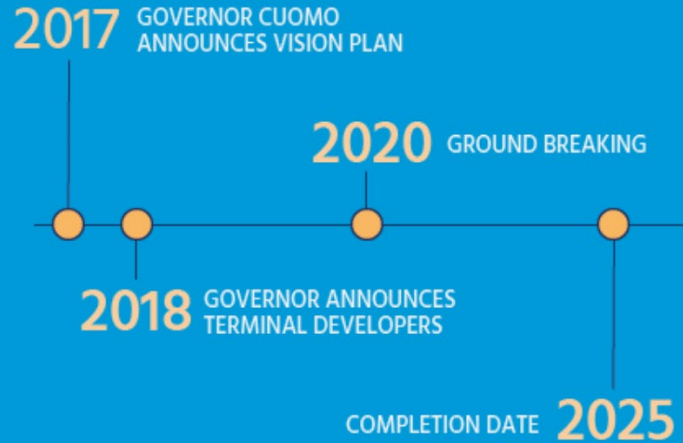 2017 GOVERNOR CUOMO
ANNOUNCES VISION PLAN
2020 GROUND BREAKING
2018 GOVERNOR ANNOUNCES
TERMINAL DEVELOPERS
COMPLETION DATE 2025